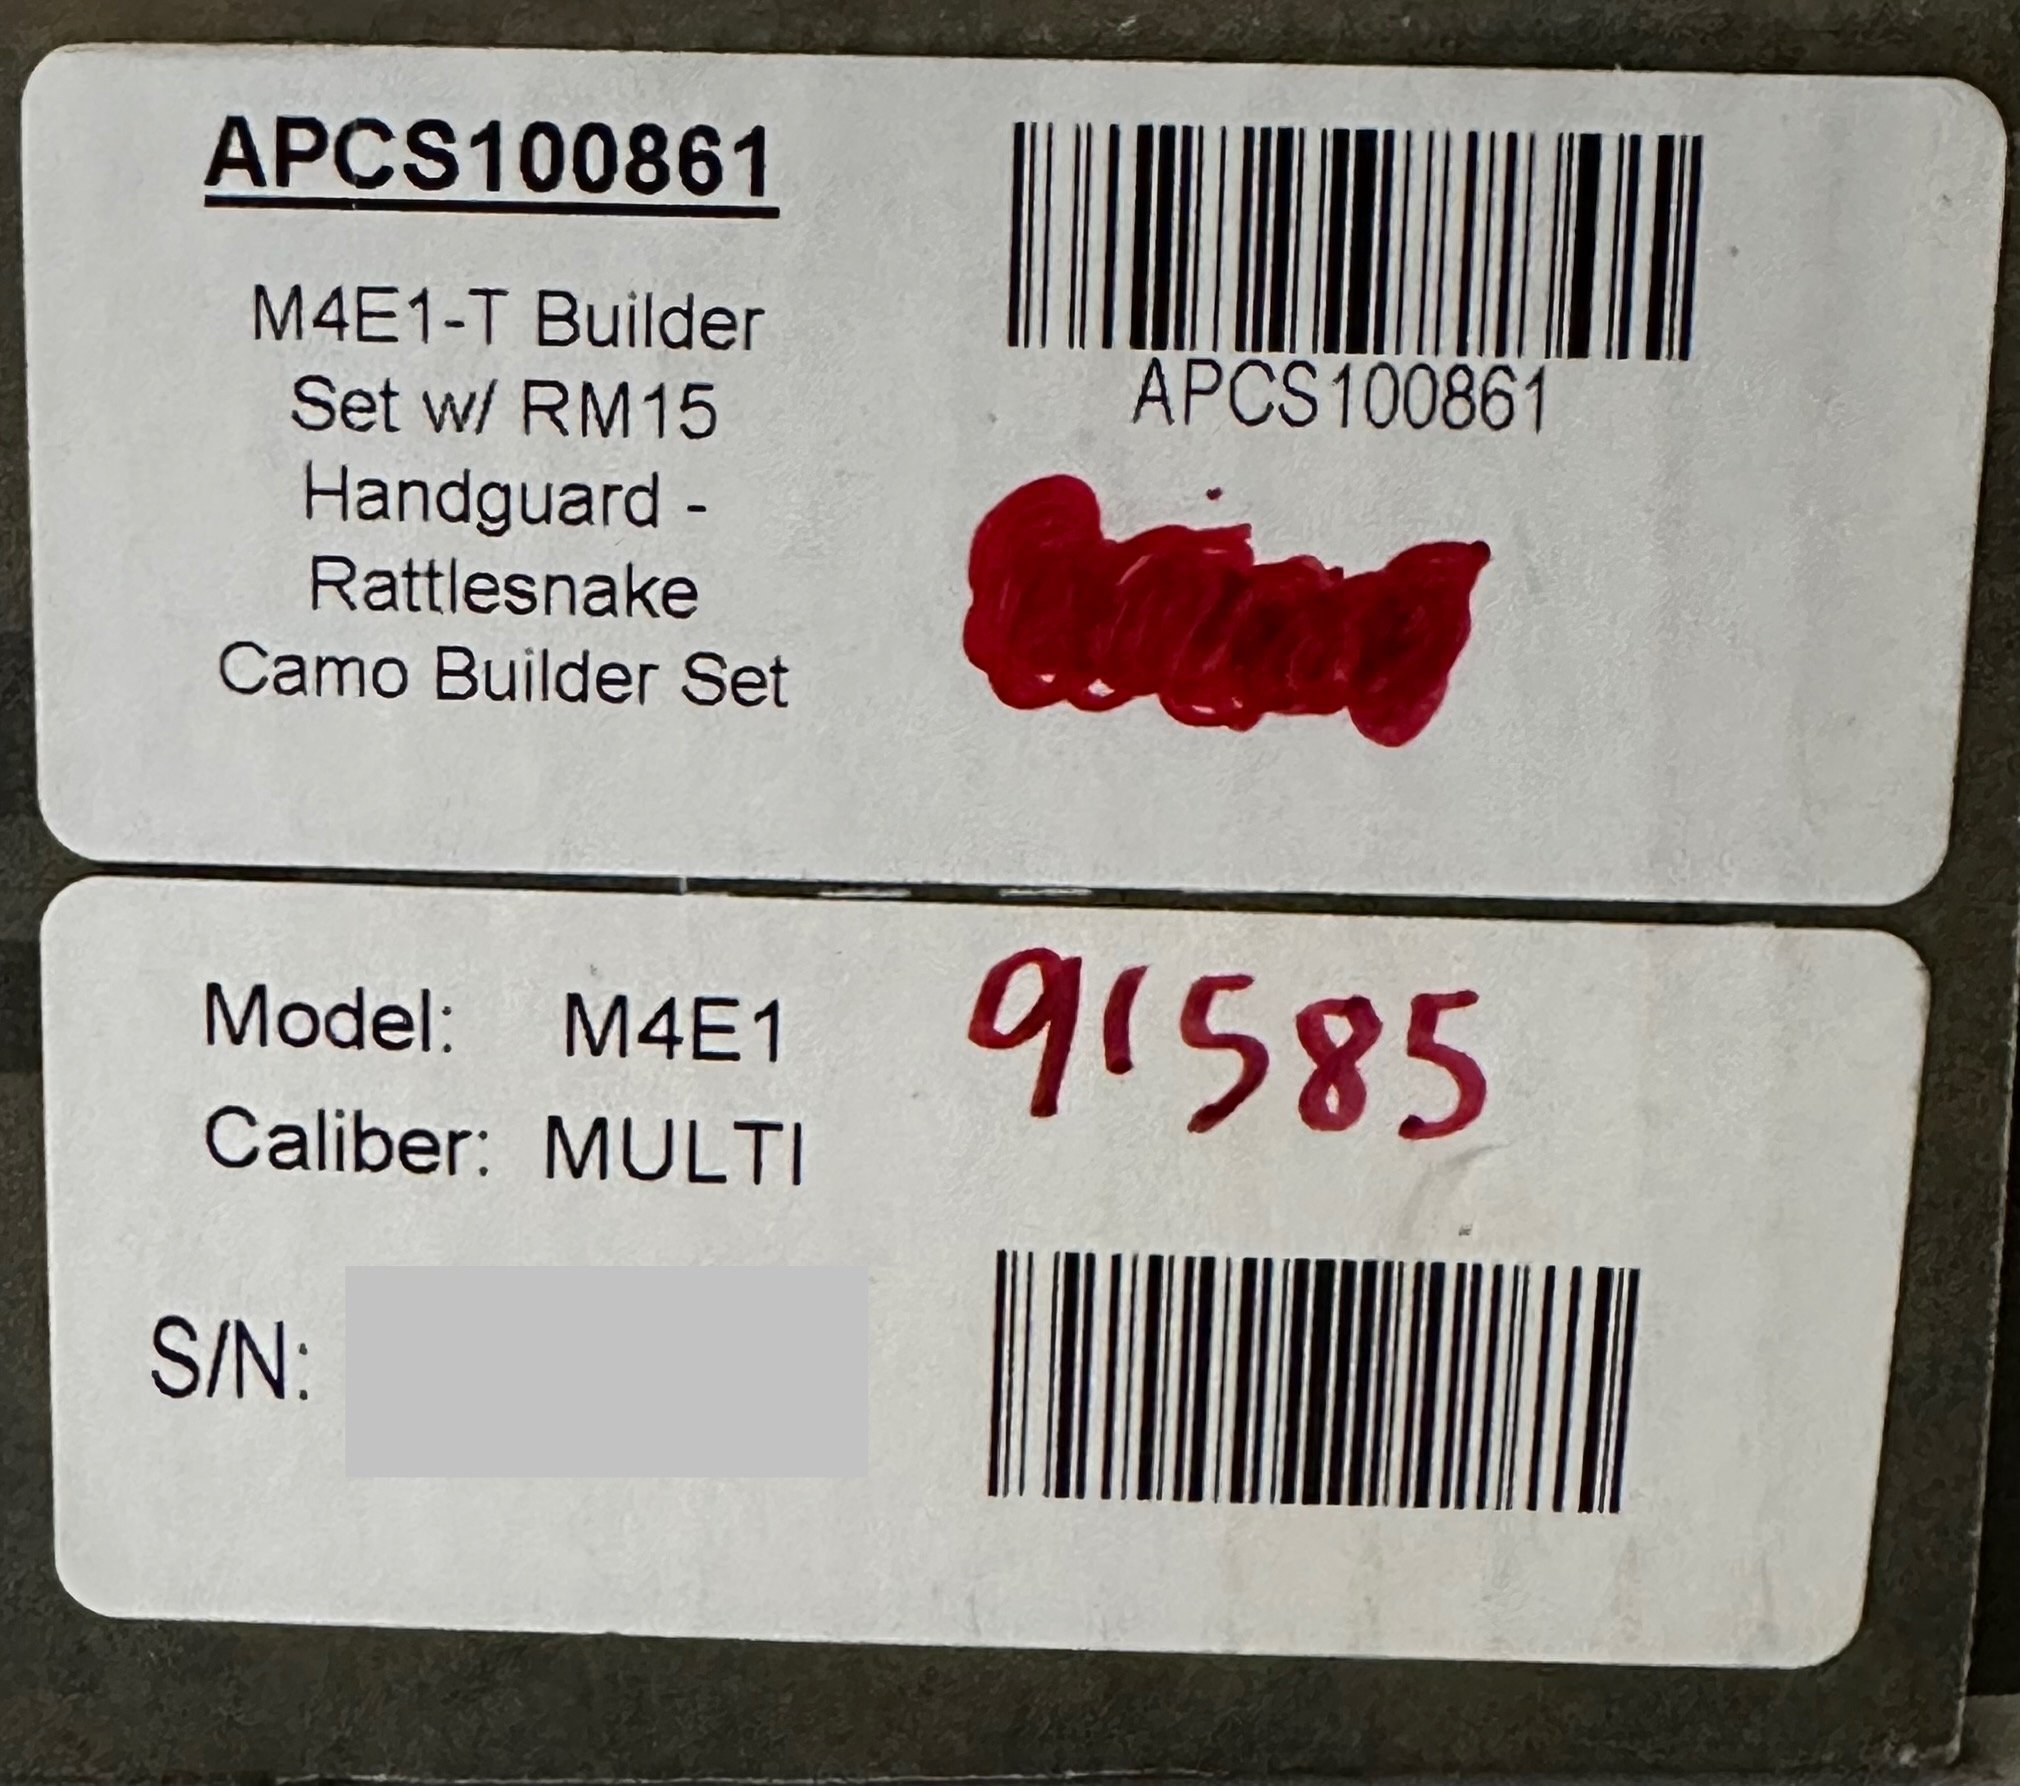 APCS100861
M4E1-T Builder
Set w/ RM15
Handguard -
Rattlesnake
Camo Builder Set
APCS100861
Model: M4E1
Caliber: MULTI
91585
S/N: